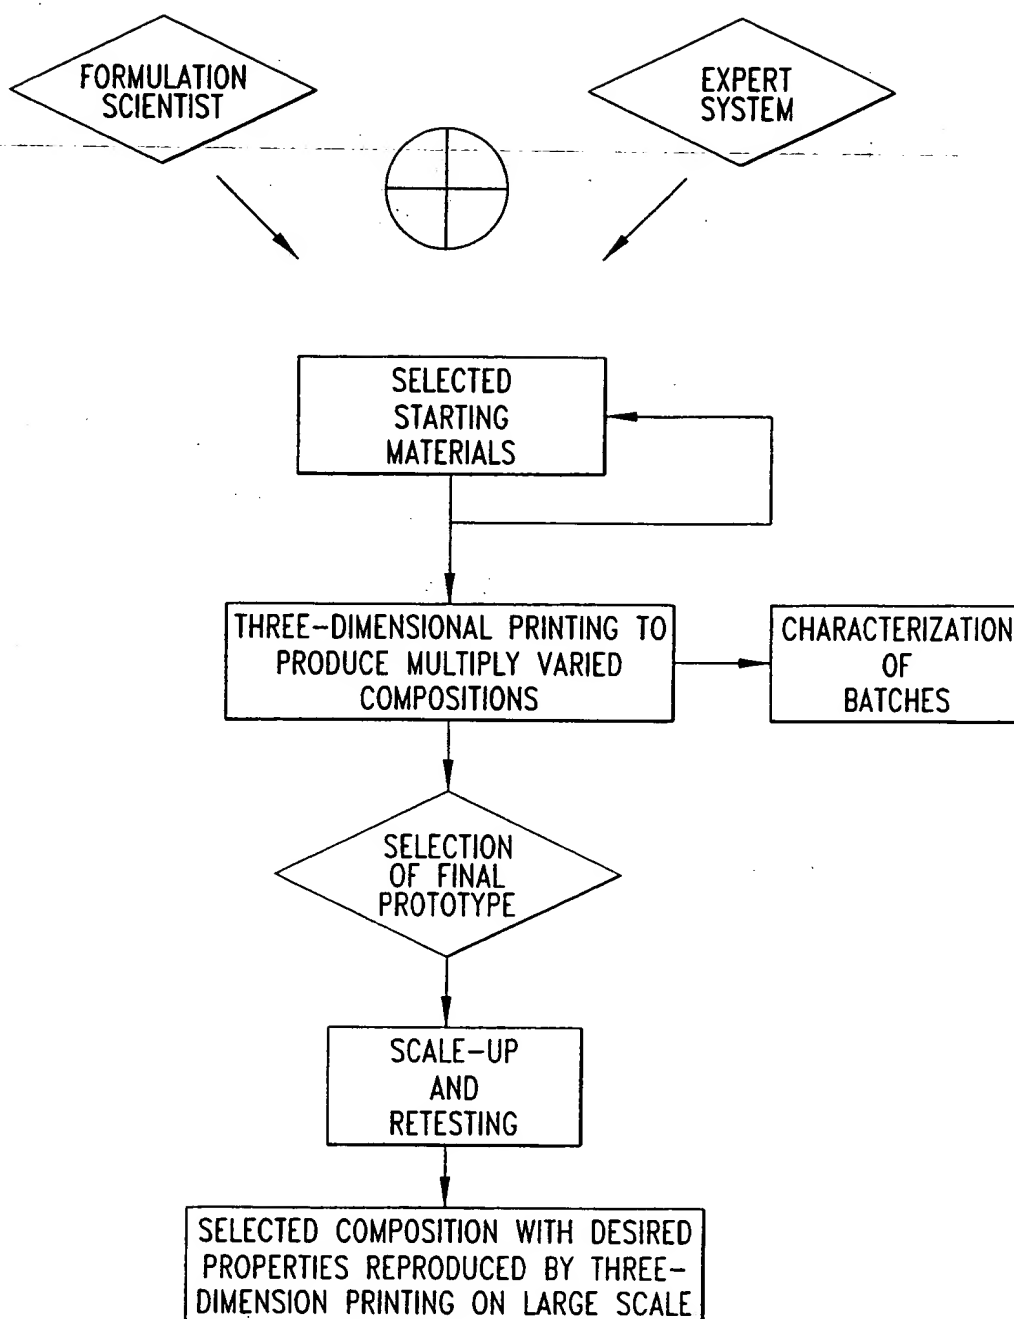 FORMULATION
SCIENTIST
EXPERT
SYSTEM
SELECTED
STARTING
MATERIALS
THREE-DIMENSIONAL PRINTING TO
PRODUCE MULTIPLY VARIED
COMPOSITIONS
CHARACTERIZATION
OF
BATCHES
SELECTION
OF FINAL
PROTOTYPE
SCALE-UP
AND
RETESTING
SELECTED COMPOSITION WITH DESIRED
PROPERTIES REPRODUCED BY THREE-
DIMENSION PRINTING ON LARGE SCALE